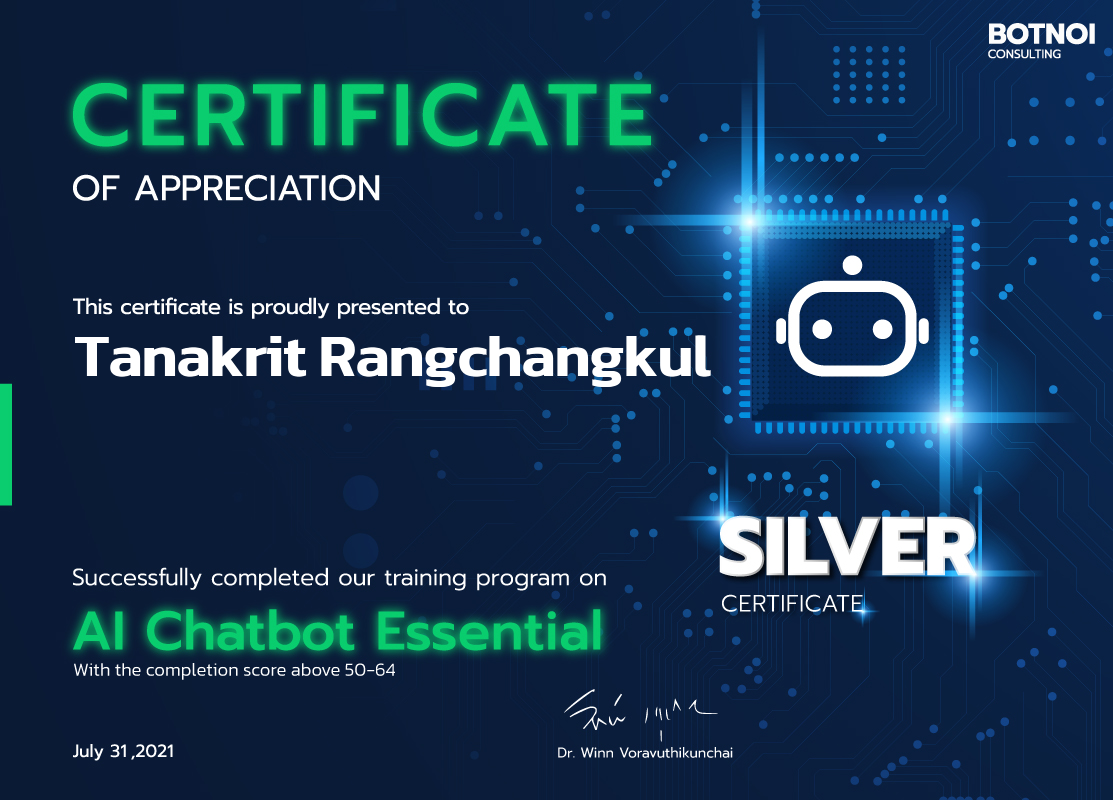 BOTNOI
CONSULTING
CERTIFICATE
OF APPRECIATION
This certificate is proudly presented to
Tanakrit Rangchangkul
Successfully completed our training program on
AI Chatbot Essential
With the completion score above 50-64
SILVER
CERTIFICATE
July 31,2021
Dr. Winn Voravuthikunchai